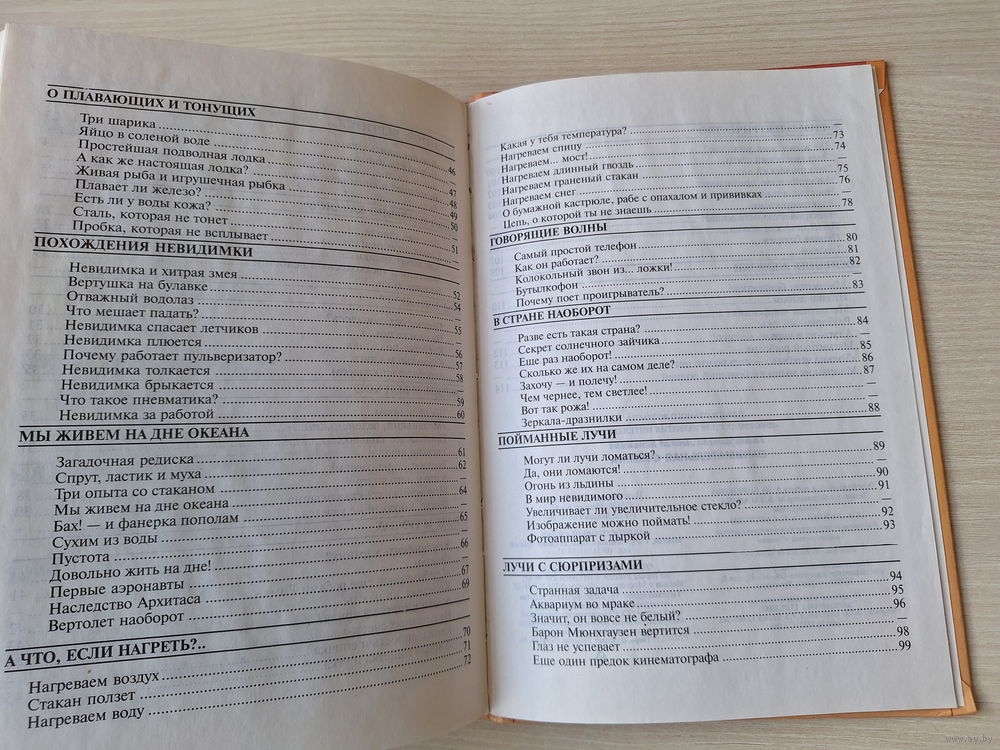 О ПЛАВАЮЩИХ И ТОНУЩИХ
Три шарика ... —
Яйцо в соленой воде ... 46
Простейшая подводная лодка ... —
А как же настоящая лодка? ... 47
Живая рыба и игрушечная рыбка ... 48
Плавает ли железо? ... 49
Есть ли у воды кожа? ... 50
Сталь, которая не тонет ... —
Пробка, которая не всплывает ... 51
ПОХОЖДЕНИЯ НЕВИДИМКИ
Невидимка и хитрая змея ... 52
Вертушка на булавке ... 54
Отважный водолаз ... —
Что мешает падать? ... 55
Невидимка спасает летчиков ... —
Невидимка плюется ... 56
Почему работает пульверизатор? ... 57
Невидимка толкается ... 58
Невидимка брыкается ... —
Что такое пневматика? ... 59
Невидимка за работой ... 60
МЫ ЖИВЕМ НА ДНЕ ОКЕАНА
Загадочная редиска ... 61
Спрут, ластик и муха ... 62
Три опыта со стаканом ... —
Мы живем на дне океана ... 64
Бах! — и фанерка пополам ... —
Сухим из воды ... 65
Пустота ... —
Довольно жить на дне! ... 66
Первые аэронавты ... —
Наследство Архитаса ... 67
Вертолет наоборот ... 69
А ЧТО, ЕСЛИ НАГРЕТЬ?..
Нагреваем воздух ... 70
Стакан ползет ... 71
Нагреваем воду ... 72
Какая у тебя температура? ... —
Нагреваем спицу ... 73
Нагреваем... мост! ... 74
Нагреваем длинный гвоздь ... —
Нагреваем граненый стакан ... 75
Нагреваем снег ... 76
О бумажной кастрюле, рабе с опахалом и прививках ... —
Цепь, о которой ты не знаешь ... 78
ГОВОРЯЩИЕ ВОЛНЫ
Самый простой телефон ... 80
Как он работает? ... 81
Колокольный звон из... ложки! ... 82
Бутылкофон ... —
Почему поет проигрыватель? ... 83
В СТРАНЕ НАОБОРОТ
Разве есть такая страна? ... 84
Секрет солнечного зайчика ... —
Еще раз наоборот! ... 85
Сколько же их на самом деле? ... 86
Захочу — и полечу! ... 87
Чем чернее, тем светлее! ... —
Вот так рожа! ... —
Зеркала-дразнилки ... 88
ПОЙМАННЫЕ ЛУЧИ
Могут ли лучи ломаться? ... 89
Да, они ломаются! ... —
Огонь из льдины ... 90
В мир невидимого ... 91
Увеличивает ли увеличительное стекло? ... —
Изображение можно поймать! ... 92
Фотоаппарат с дыркой ... 93
ЛУЧИ С СЮРПРИЗАМИ
Странная задача ... 94
Аквариум во мраке ... 95
Значит, он вовсе не белый? ... 96
Барон Мюнхгаузен вертится ... —
Глаз не успевает ... 98
Еще один предок кинематографа ... 99
www.ay.by